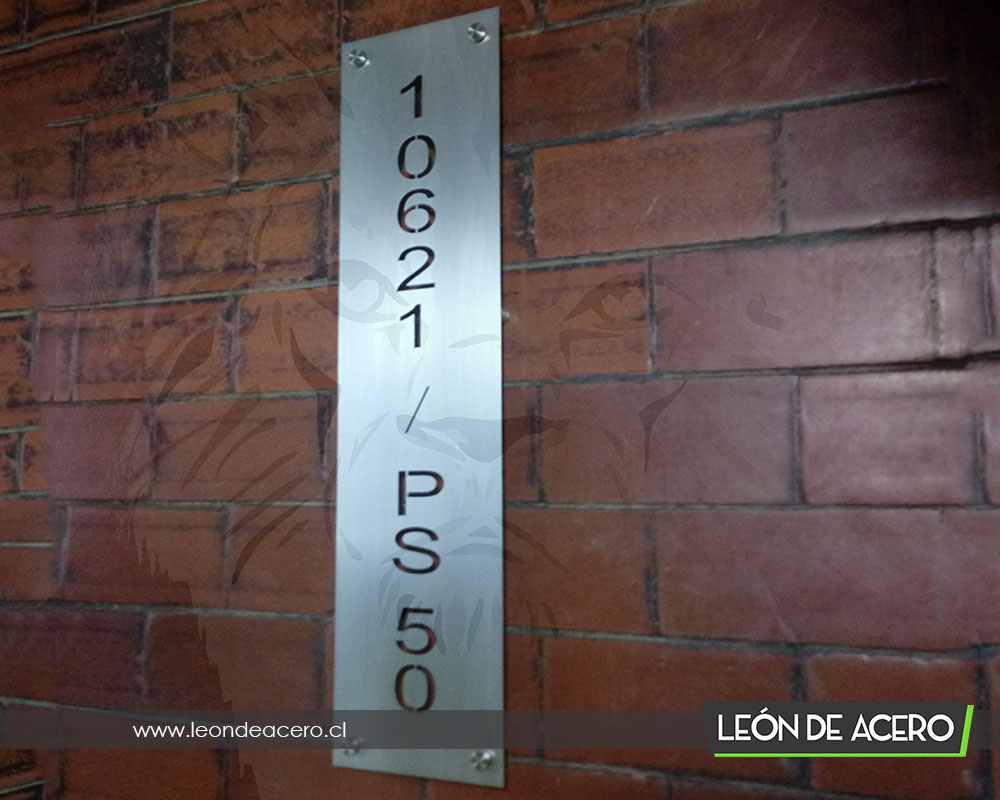 10621 / PS 50
www.leondeacero.cl
LEÓN DE ACERO